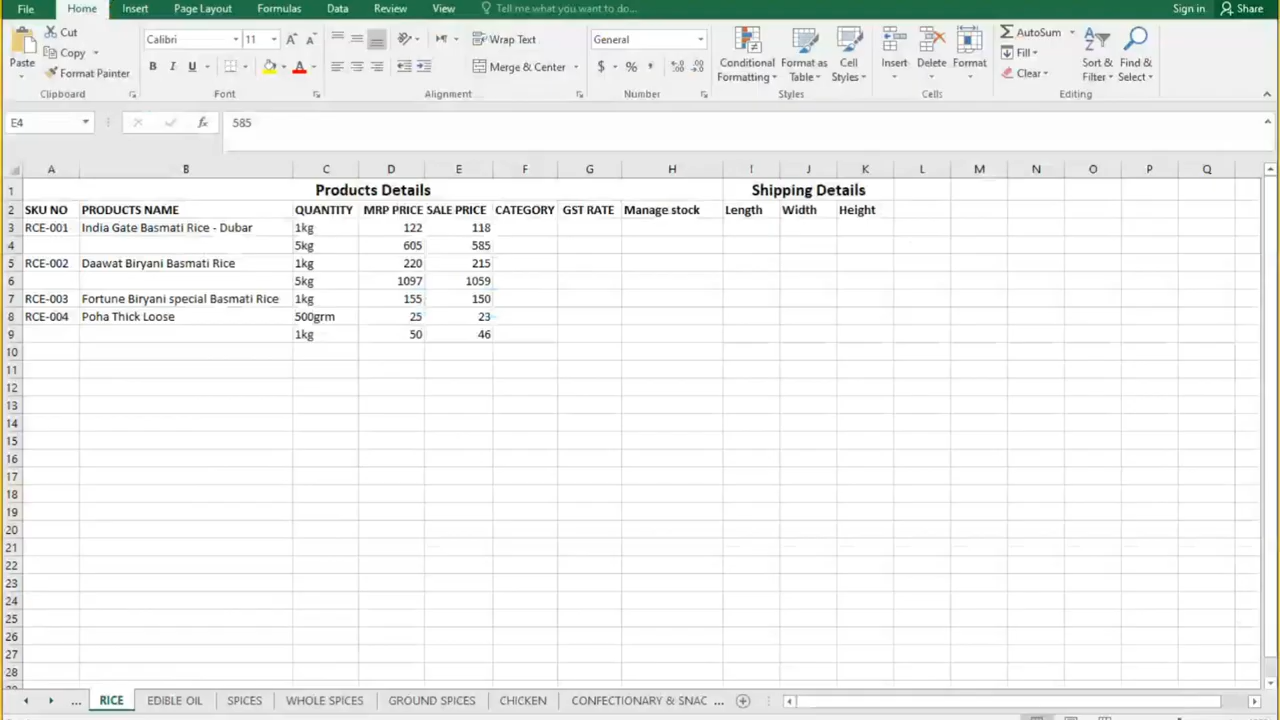 File Home Insert Page Layout Formulas Data Review View Tell me what you want to do... Sign in Share
Cut
Copy
Format Painter
Paste
Clipboard
Calibri 11
B I U
Font
Wrap Text
Merge & Center
Alignment
General
$ % ,
Number
Conditional Formatting
Format as Table
Cell Styles
Styles
Insert Delete Format
Cells
AutoSum
Fill
Clear
Sort & Filter
Find & Select
Editing
E4 fx 585
A B C D E F G H I J K L M N O P Q
1 Products Details Shipping Details
2 SKU NO PRODUCTS NAME QUANTITY MRP PRICE SALE PRICE CATEGORY GST RATE Manage stock Length Width Height
3 RCE-001 India Gate Basmati Rice - Dubar 1kg 122 118
4 5kg 605 585
5 RCE-002 Daawat Biryani Basmati Rice 1kg 220 215
6 5kg 1097 1059
7 RCE-003 Fortune Biryani special Basmati Rice 1kg 155 150
8 RCE-004 Poha Thick Loose 500grm 25 23
9 1kg 50 46
10
11
12
13
14
15
16
17
18
19
20
21
22
23
24
25
26
27
28
... RICE EDIBLE OIL SPICES WHOLE SPICES GROUND SPICES CHICKEN CONFECTIONARY & SNAC ...